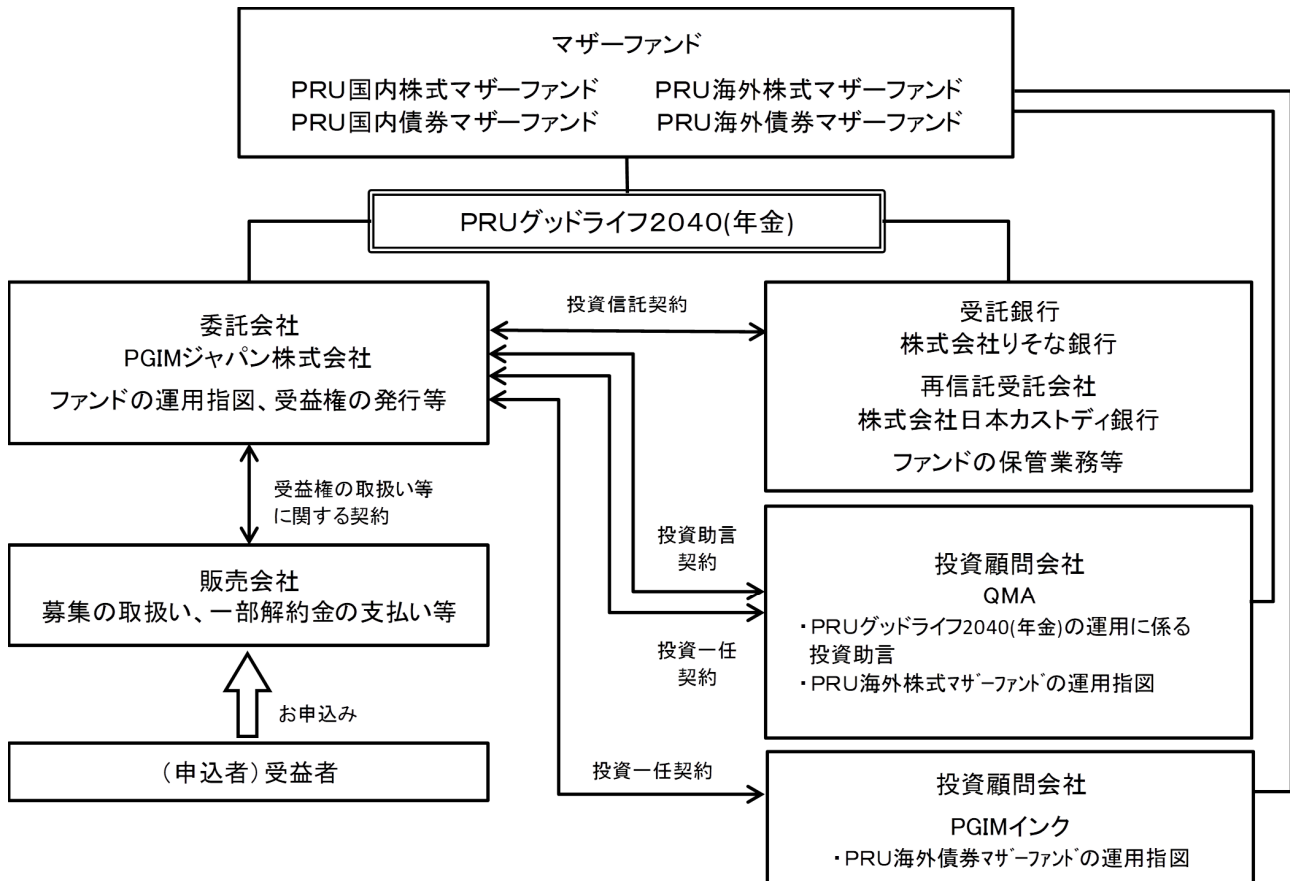 マザーファンド
PRU国内株式マザーファンド PRU海外株式マザーファンド
PRU国内債券マザーファンド PRU海外債券マザーファンド
PRUグッドライフ2040(年金)
委託会社
PGIMジャパン株式会社
ファンドの運用指図、受益権の発行等
投資信託契約
受託銀行
株式会社りそな銀行
再信託受託会社
株式会社日本カストディ銀行
ファンドの保管業務等
受益権の取扱い等
に関する契約
販売会社
募集の取扱い、一部解約金の支払い等
お申込み
(申込者)受益者
投資助言
契約
投資一任
契約
投資一任契約
投資顧問会社
QMA
・PRUグッドライフ2040(年金)の運用に係る
投資助言
・PRU海外株式マザーファンドの運用指図
投資顧問会社
PGIMインク
・PRU海外債券マザーファンドの運用指図